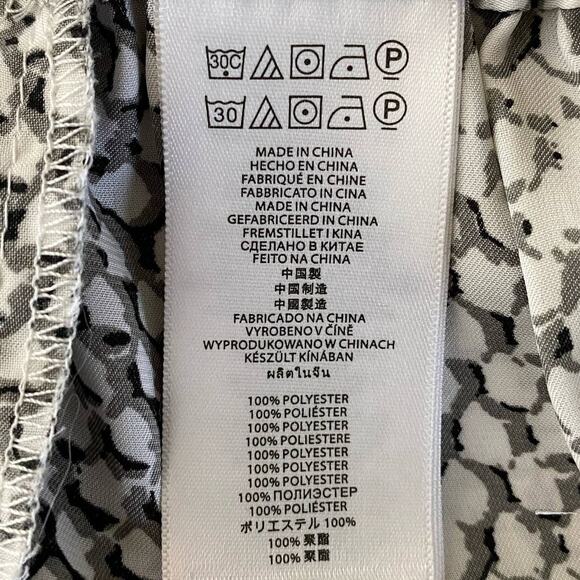 30C P
30 P
MADE IN CHINA
HECHO EN CHINA
FABRIQUÉ EN CHINE
FABBRICATO IN CINA
MADE IN CHINA
GEFABRICEERD IN CHINA
FREMSTILLET I KINA
СДЕЛАНО В КИТАЕ
FEITO NA CHINA
中国製
中国制造
中國製造
FABRICADO NA CHINA
VYROBENO V ČÍNĚ
WYPRODUKOWANO W CHINACH
KÉSZÜLT KÍNÁBAN
ผลิตในจีน
100% POLYESTER
100% POLIÉSTER
100% POLYESTER
100% POLIESTERE
100% POLYESTER
100% POLYESTER
100% POLYESTER
100% ПОЛИЭСТЕР
100% POLIÉSTER
ポリエステル 100%
100% 聚酯
100% 聚酯